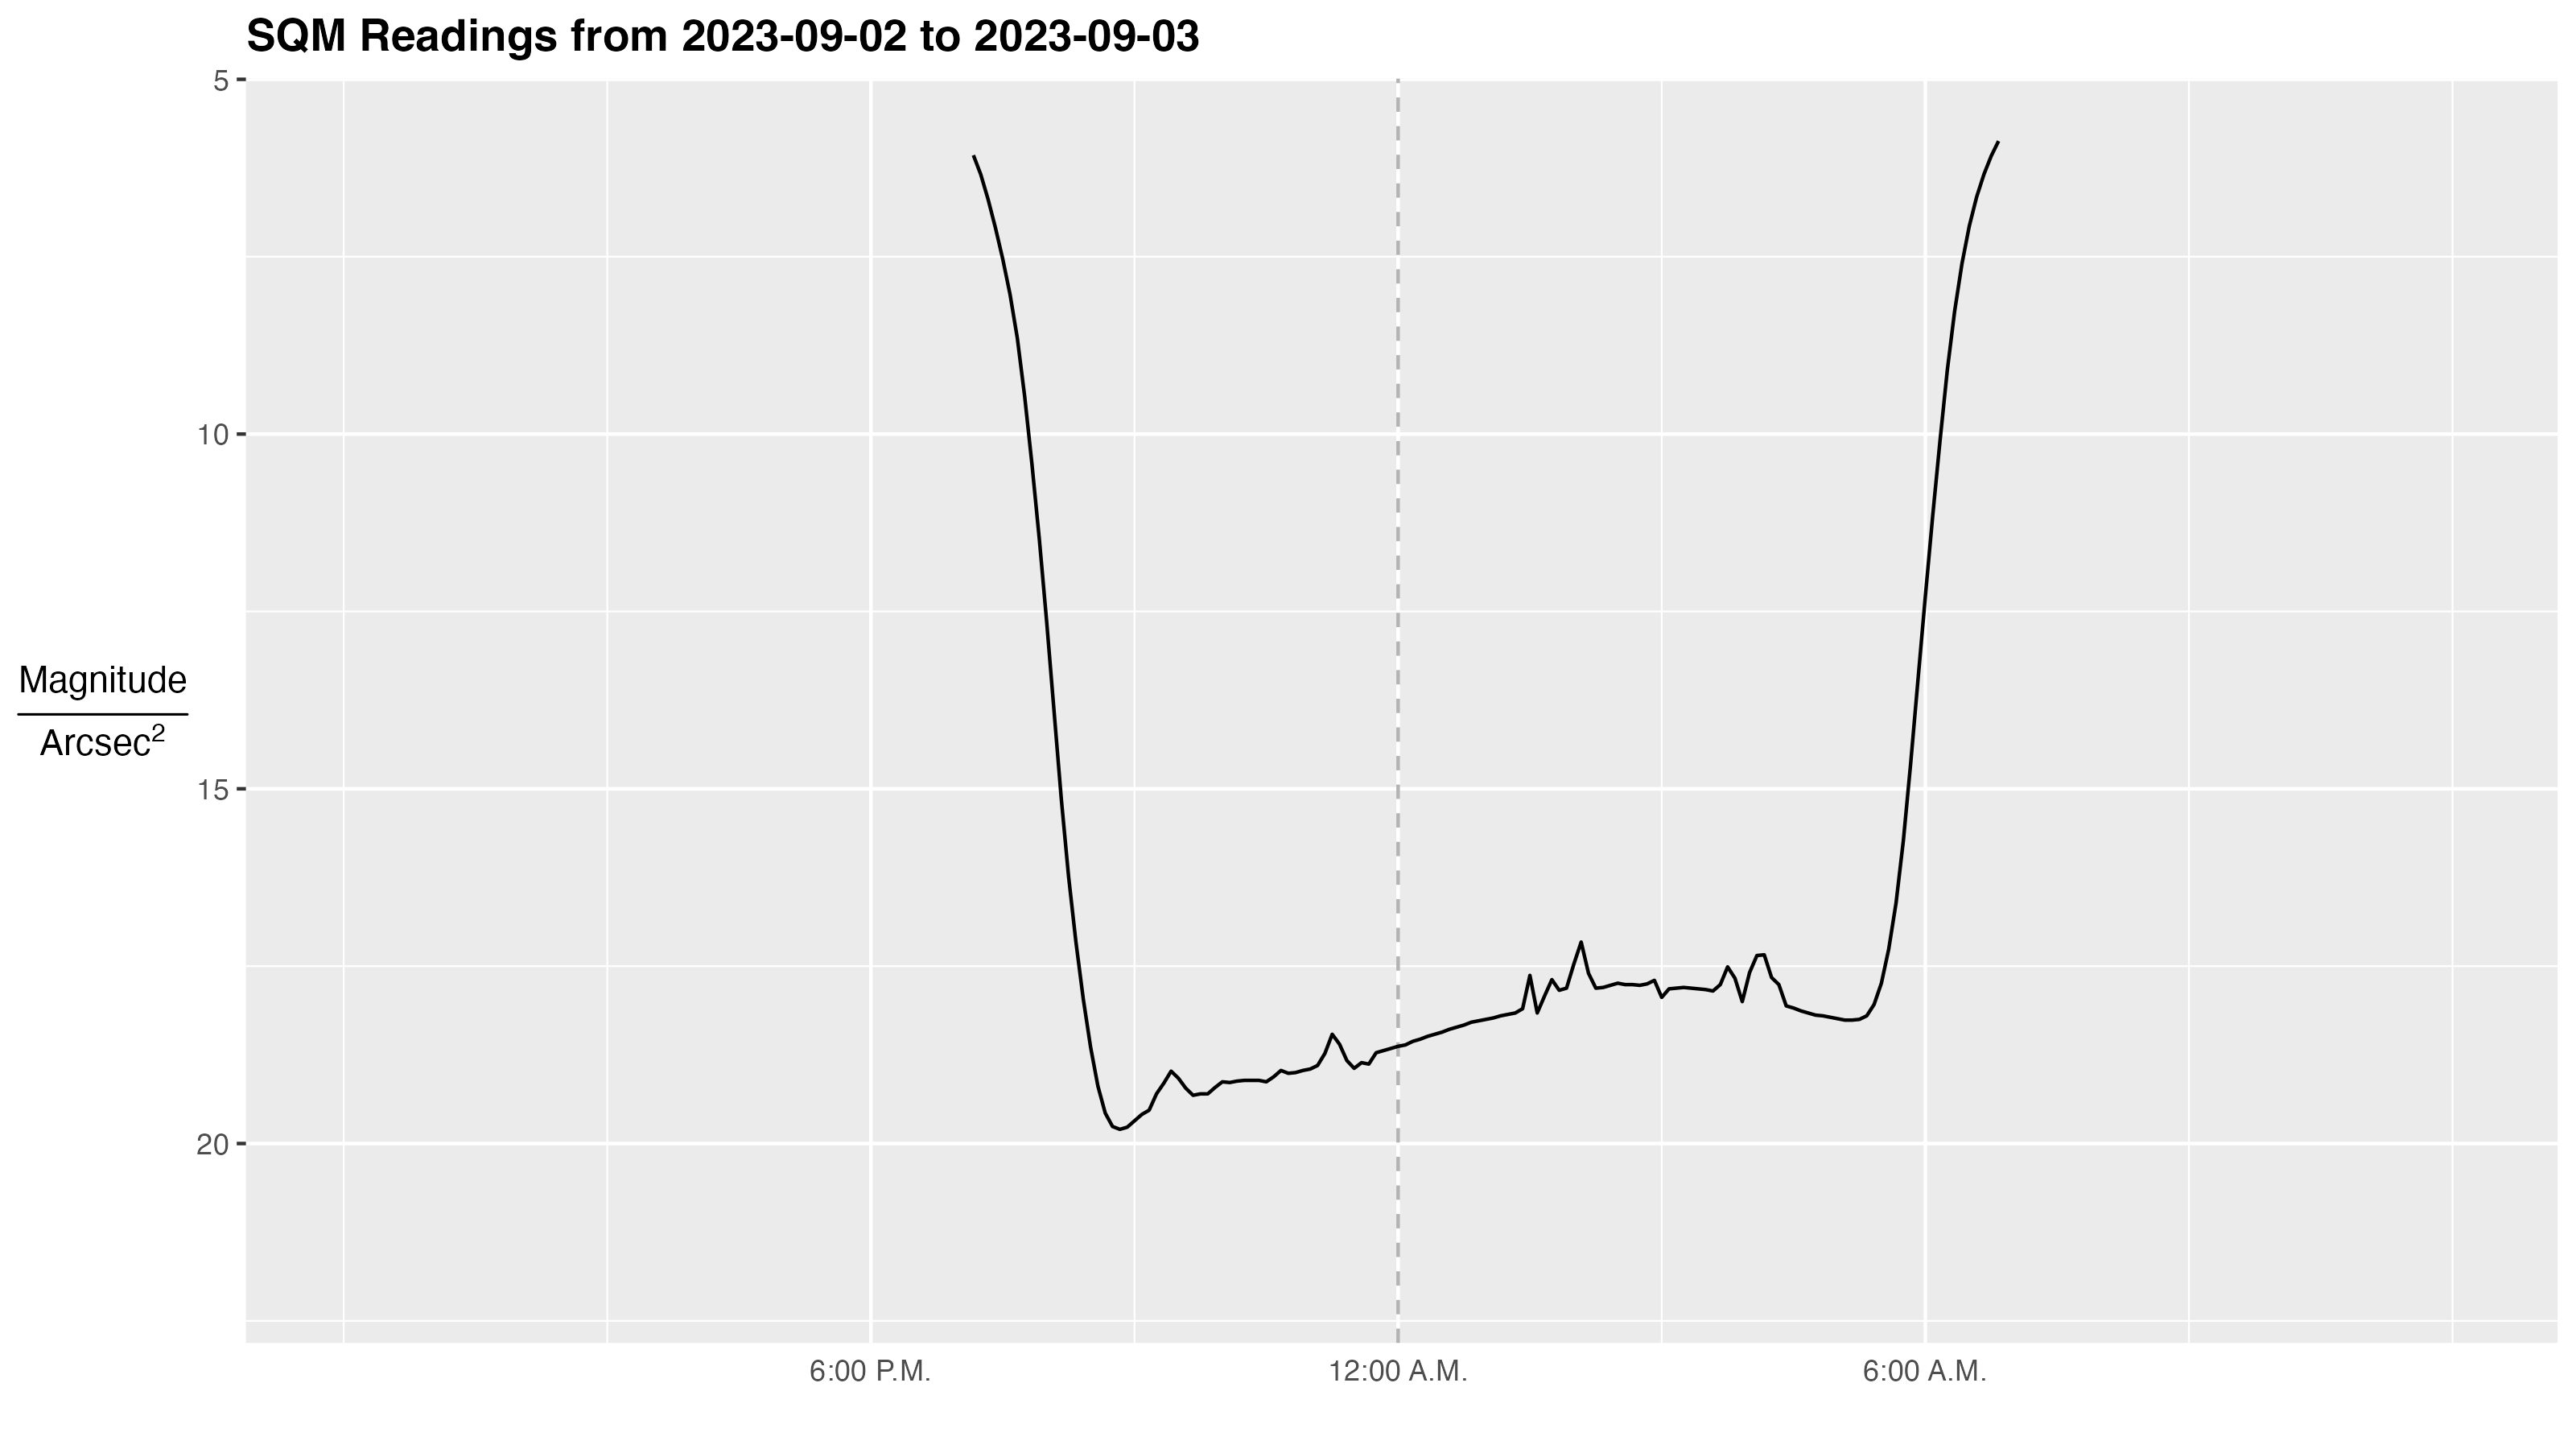 SQM Readings from 2023-09-02 to 2023-09-03
5
10
15
20
Magnitude
Arcsec²
6:00 P.M.
12:00 A.M.
6:00 A.M.